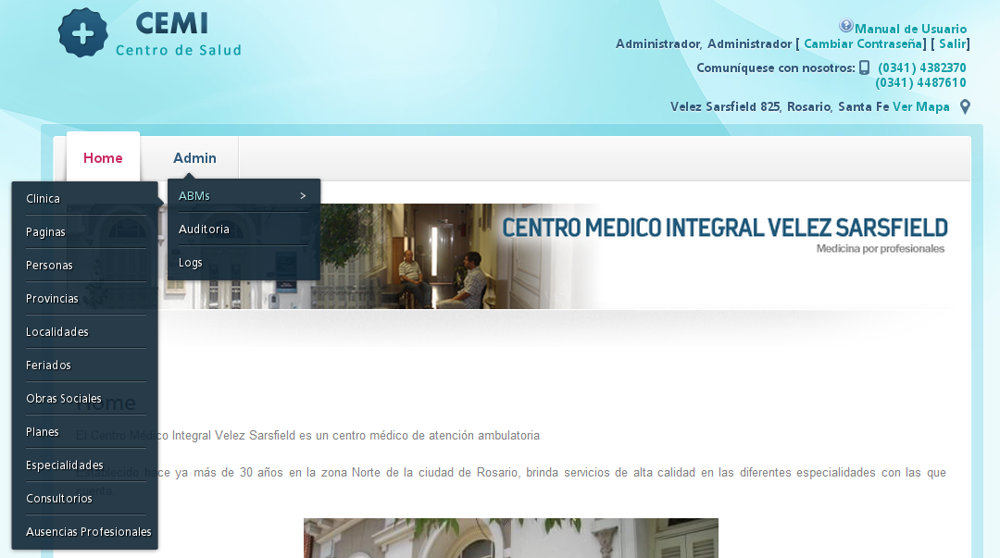 CEMI
Centro de Salud
Manual de Usuario
Administrador, Administrador [ Cambiar Contraseña] [ Salir]
Comuníquese con nosotros: (0341) 4382370
(0341) 4487610
Velez Sarsfield 825, Rosario, Santa Fe Ver Mapa
Home
Admin
ABMs >
Auditoria
Logs
Clinica
Paginas
Personas
Provincias
Localidades
Feriados
Obras Sociales
Planes
Especialidades
Consultorios
Ausencias Profesionales
CENTRO MEDICO INTEGRAL VELEZ SARSFIELD
Medicina por profesionales
Home
El Centro Médico Integral Velez Sarsfield es un centro médico de atención ambulatoria
hace ya más de 30 años en la zona Norte de la ciudad de Rosario, brinda servicios de alta calidad en las diferentes especialidades con las que
cuenta: